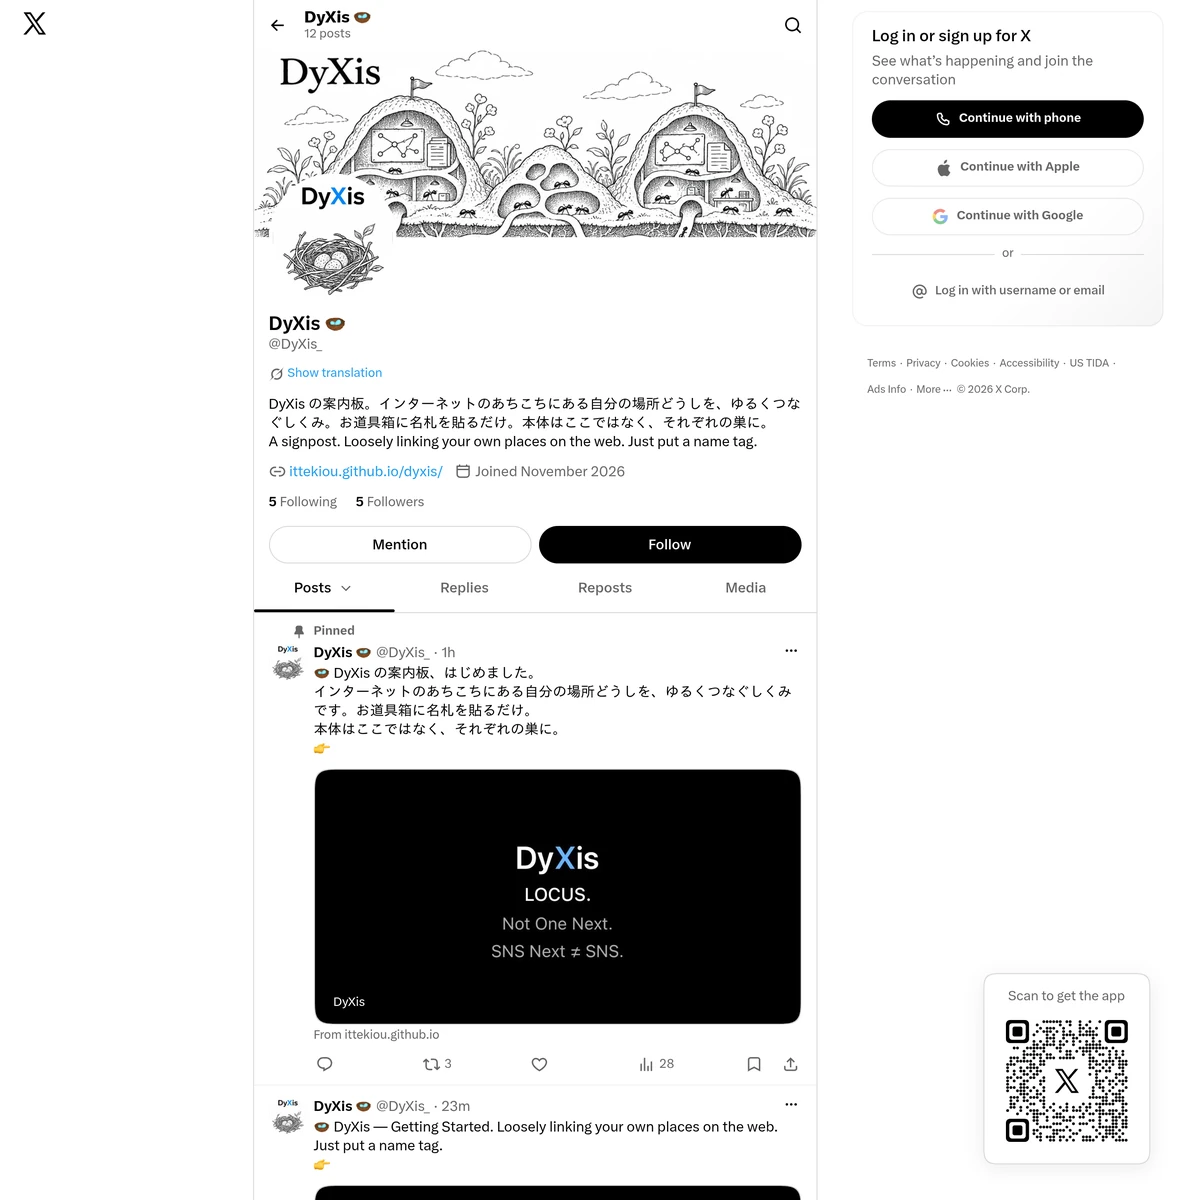 DyXis
12 posts
DyXis
DyXis
DyXis
@DyXis_
Show translation
DyXis の案内板。インターネットのあちこちにある自分の場所どうしを、ゆるくつな
ぐしくみ。お道具箱に名札を貼るだけ。本体はここではなく、それぞれの巣に。
A signpost. Loosely linking your own places on the web. Just put a name tag.
ittekiou.github.io/dyxis/ Joined November 2026
5 Following 5 Followers
Mention Follow
Posts Replies Reposts Media
Pinned
DyXis
DyXis @DyXis_ · 1h
DyXis の案内板、はじめました。
インターネットのあちこちにある自分の場所どうしを、ゆるくつなぐしくみ
です。お道具箱に名札を貼るだけ。
本体はここではなく、それぞれの巣に。
DyXis
LOCUS.
Not One Next.
SNS Next ≠ SNS.
DyXis
From ittekiou.github.io
3 28
DyXis
DyXis @DyXis_ · 23m
DyXis — Getting Started. Loosely linking your own places on the web.
Just put a name tag.
Log in or sign up for X
See what's happening and join the
conversation
Continue with phone
Continue with Apple
Continue with Google
or
Log in with username or email
Terms · Privacy · Cookies · Accessibility · US TIDA ·
Ads Info · More ··· © 2026 X Corp.
Scan to get the app